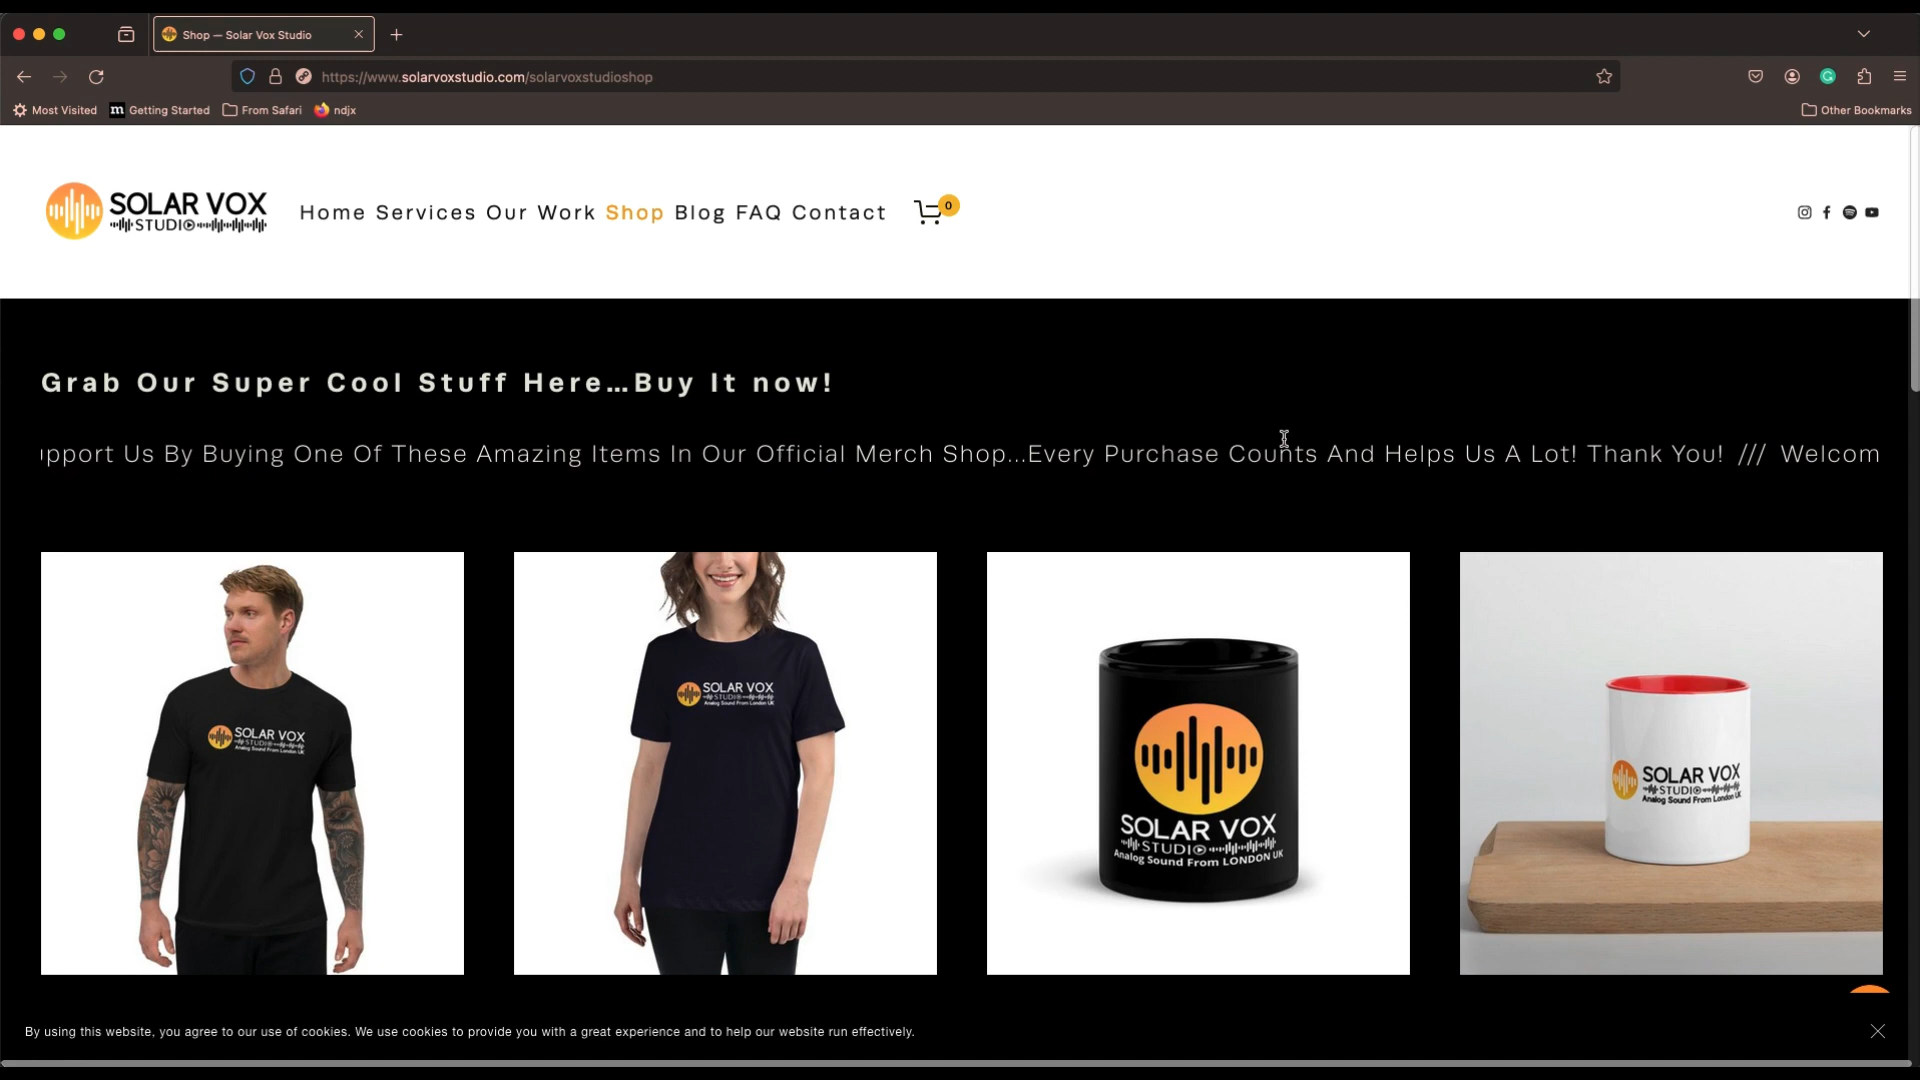 Shop — Solar Vox Studio
https://www.solarvoxstudio.com/solarvoxstudioshop
Most Visited
Getting Started
From Safari
ndjx
Other Bookmarks
SOLAR VOX
STUDIO
Home Services Our Work Shop Blog FAQ Contact
0
Grab Our Super Cool Stuff Here...Buy It now!
upport Us By Buying One Of These Amazing Items In Our Official Merch Shop...Every Purchase Counts And Helps Us A Lot! Thank You! /// Welcom
SOLAR VOX
STUDIO
Analog Sound From London UK
SOLAR VOX
STUDIO
Analog Sound From London UK
SOLAR VOX
STUDIO
Analog Sound From LONDON UK
SOLAR VOX
STUDIO
Analog Sound From London UK
By using this website, you agree to our use of cookies. We use cookies to provide you with a great experience and to help our website run effectively.